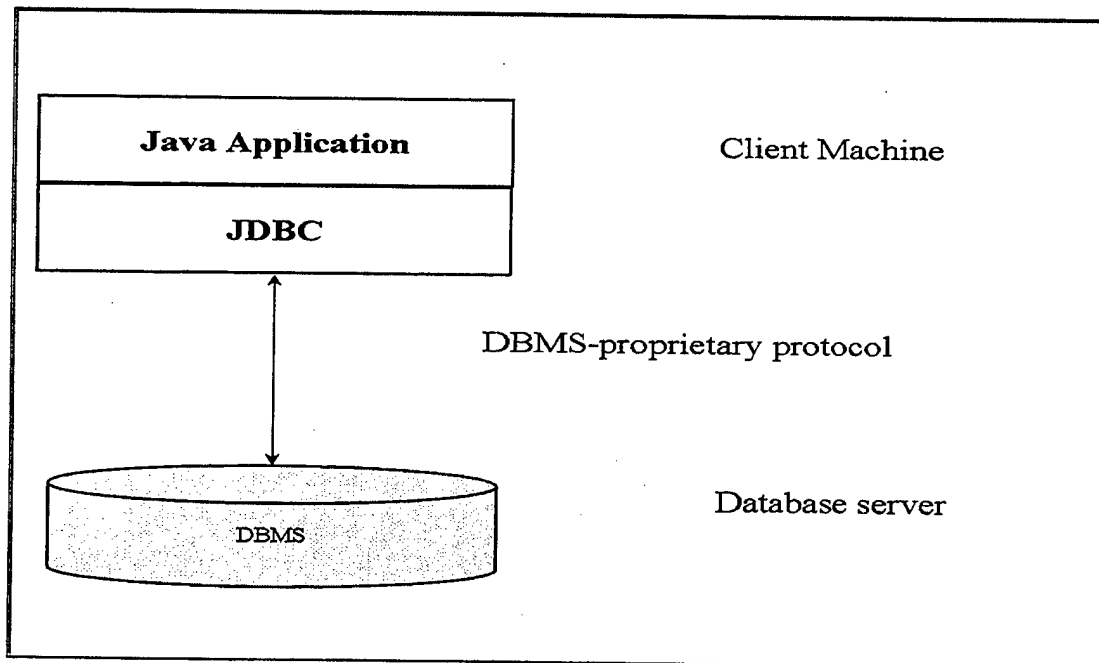 Java Application
Client Machine
JDBC
DBMS-proprietary protocol
Database server
DBMS